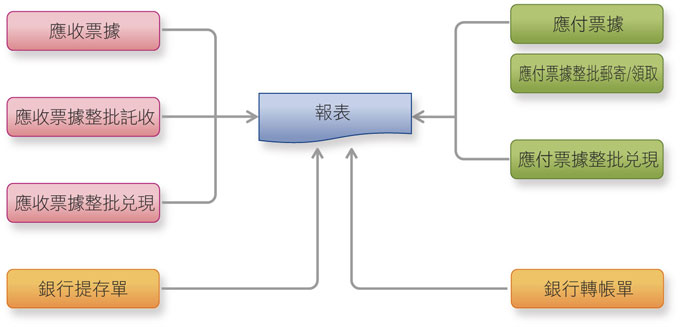 應收票據
應付票據
應付票據整批郵寄/領取
應收票據整批託收
報表
應付票據整批兌現
應收票據整批兌現
銀行提存單
銀行轉帳單